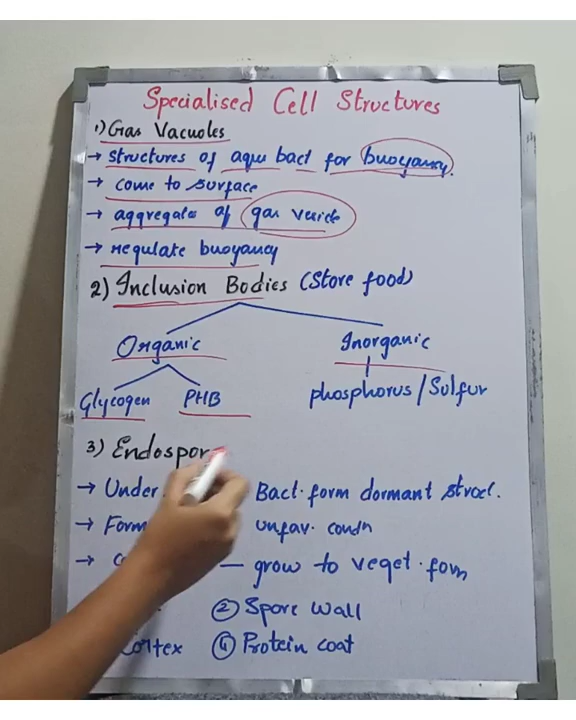 Specialised Cell Structures
1) Gas Vacuoles
→ structures of aqua bact for buoyancy.
→ come to surface
→ aggregate of gas vesicle
→ regulate buoyancy
2) Inclusion Bodies (Store food)
Organic Inorganic
Glycogen PHB phosphorus/Sulfur
3) Endospor
→ Under Bact. form dormant struct.
→ Form unfav. condn
→ — grow to veget. form
② Spore Wall
Cortex ④ Protein coat